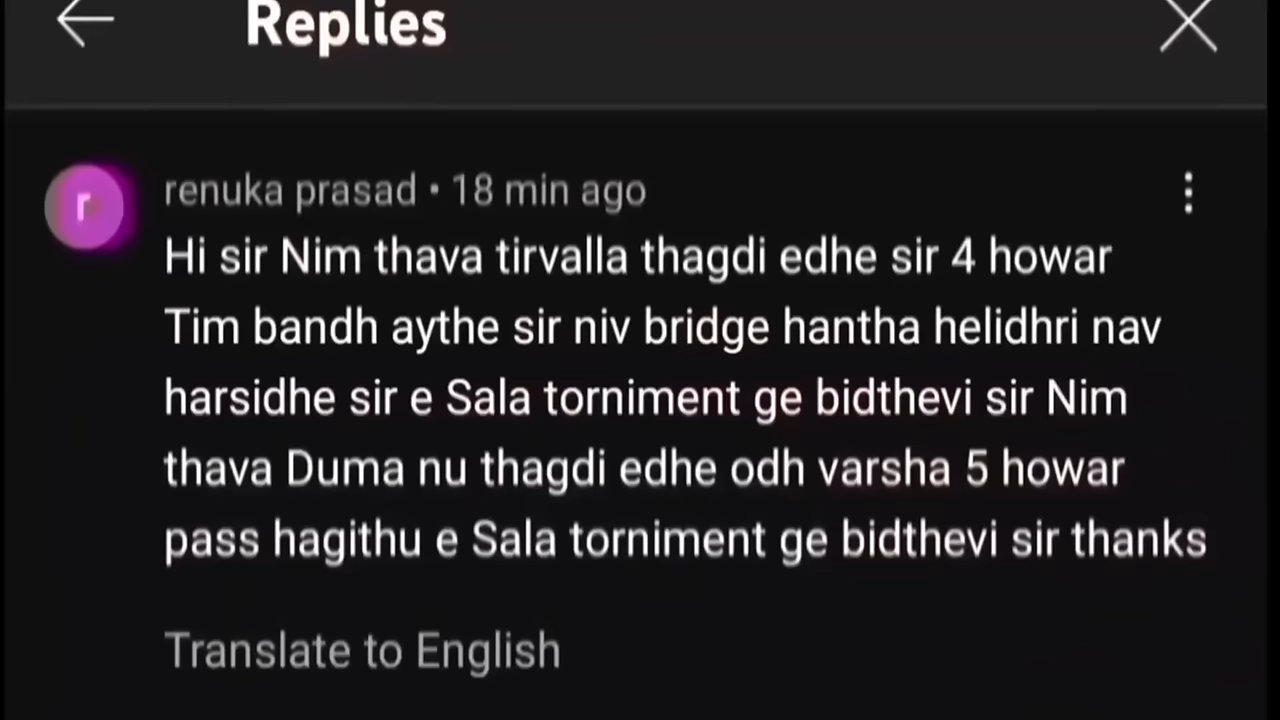 Replies
renuka prasad • 18 min ago
Hi sir Nim thava tirvalla thagdi edhe sir 4 howar
Tim bandh aythe sir niv bridge hantha helidhri nav
harsidhe sir e Sala torniment ge bidthevi sir Nim
thava Duma nu thagdi edhe odh varsha 5 howar
pass hagithu e Sala torniment ge bidthevi sir thanks
Translate to English